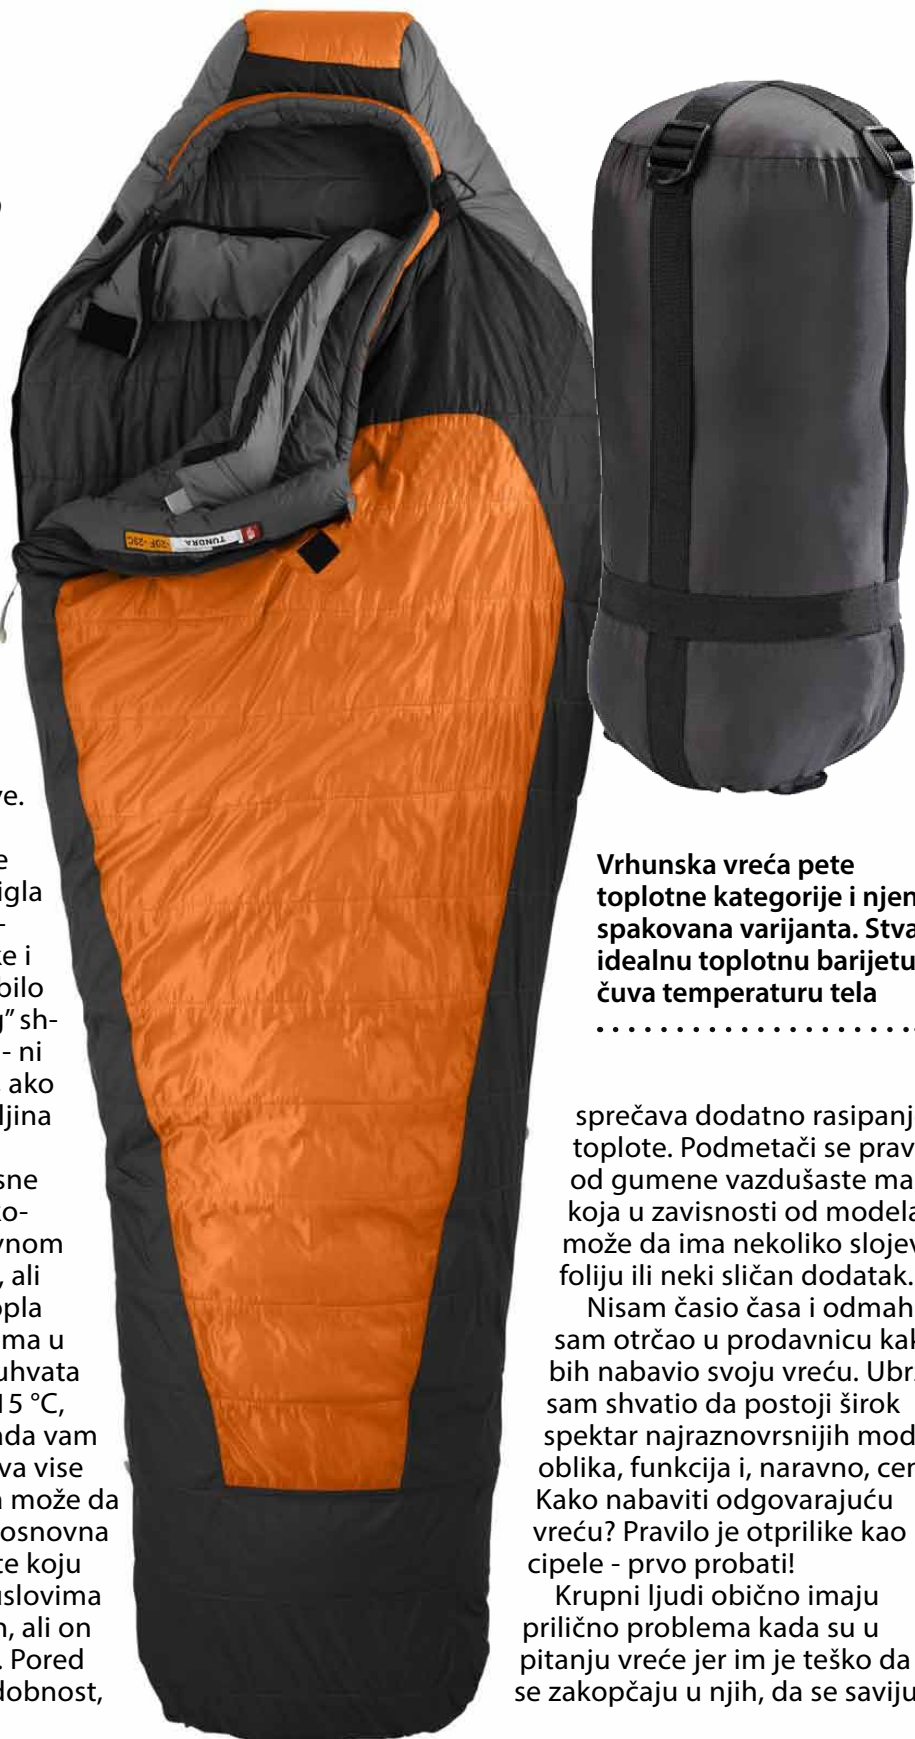 ve.
e
igla
-
ke i
bilo
g” sh-
- ni
ako
ljina
sne
ko-
vnom
, ali
opla
ma u
uhvata
15 °C,
ada vam
va vise
može da
osnovna
te koju
uslovima
n, ali on
. Pored
dobnost,
TUNDRA
Vrhunska vreća pete
toplotne kategorije i njen
spakovana varijanta. Stva
idealnu toplotnu barijetu
čuva temperaturu tela
sprečava dodatno rasipanj
toplote. Podmetači se prav
od gumene vazdušaste ma
koja u zavisnosti od modela
može da ima nekoliko slojev
foliju ili neki sličan dodatak.
Nisam časio časa i odmah
sam otrčao u prodavnicu kak
bih nabavio svoju vreću. Ubrz
sam shvatio da postoji širok
spektar najraznovrsnijih mod
oblika, funkcija i, naravno, cen
Kako nabaviti odgovarajuću
vreću? Pravilo je otprilike kao
cipele - prvo probati!
Krupni ljudi obično imaju
prilično problema kada su u
pitanju vreće jer im je teško da
se zakopčaju u njih, da se saviju